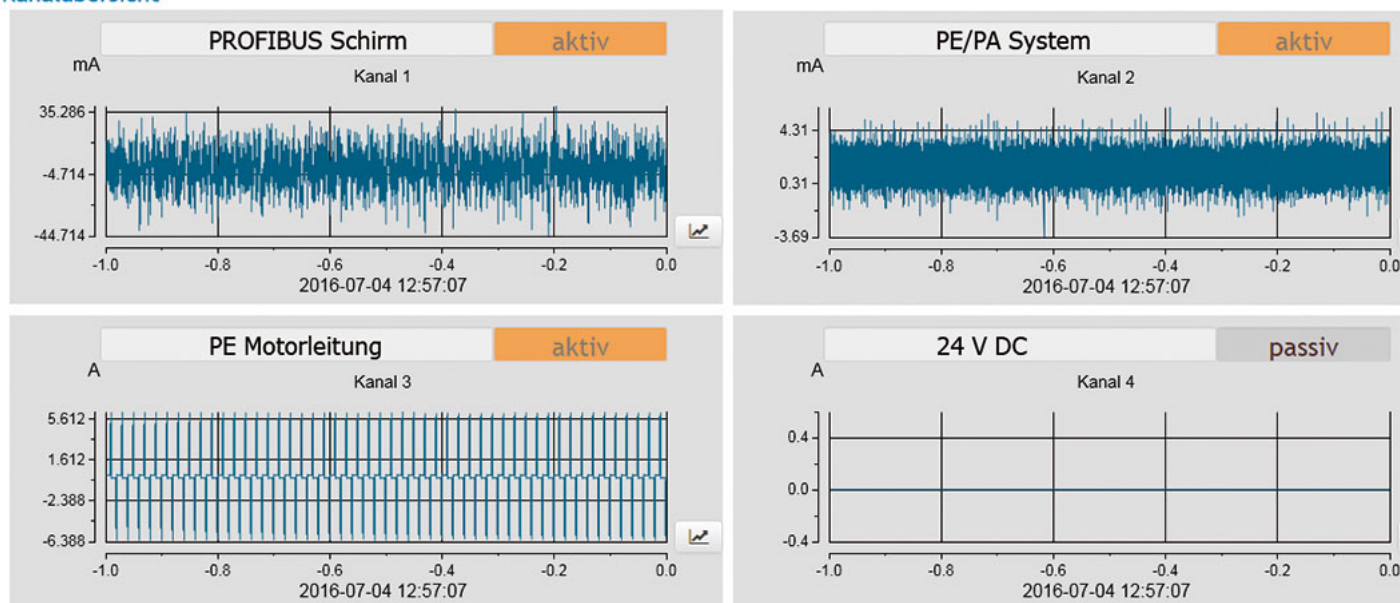 Kanalübersicht
PROFIBUS Schirm aktiv
mA
Kanal 1
35.286
-4.714
-44.714
-1.0 -0.8 -0.6 -0.4 -0.2 0.0
2016-07-04 12:57:07
PE/PA System aktiv
mA
Kanal 2
4.31
0.31
-3.69
-1.0 -0.8 -0.6 -0.4 -0.2 0.0
2016-07-04 12:57:07
PE Motorleitung aktiv
A
Kanal 3
5.612
1.612
-2.388
-6.388
-1.0 -0.8 -0.6 -0.4 -0.2 0.0
2016-07-04 12:57:07
24 V DC passiv
A
Kanal 4
0.4
0.0
-0.4
-1.0 -0.8 -0.6 -0.4 -0.2 0.0
2016-07-04 12:57:07